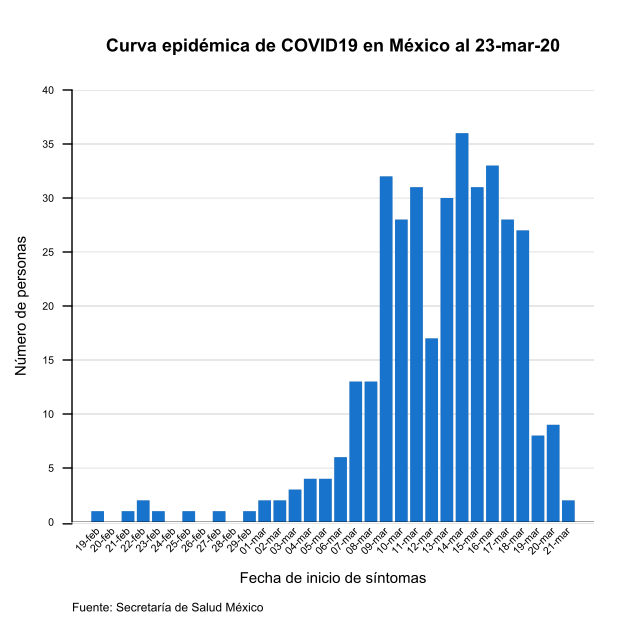 Curva epidémica de COVID19 en México al 23-mar-20
Número de personas
40
35
30
25
20
15
10
5
0
19-feb
20-feb
21-feb
22-feb
23-feb
24-feb
25-feb
26-feb
27-feb
28-feb
29-feb
01-mar
02-mar
03-mar
04-mar
05-mar
06-mar
07-mar
08-mar
09-mar
10-mar
11-mar
12-mar
13-mar
14-mar
15-mar
16-mar
17-mar
18-mar
19-mar
20-mar
21-mar
Fecha de inicio de síntomas
Fuente: Secretaría de Salud México